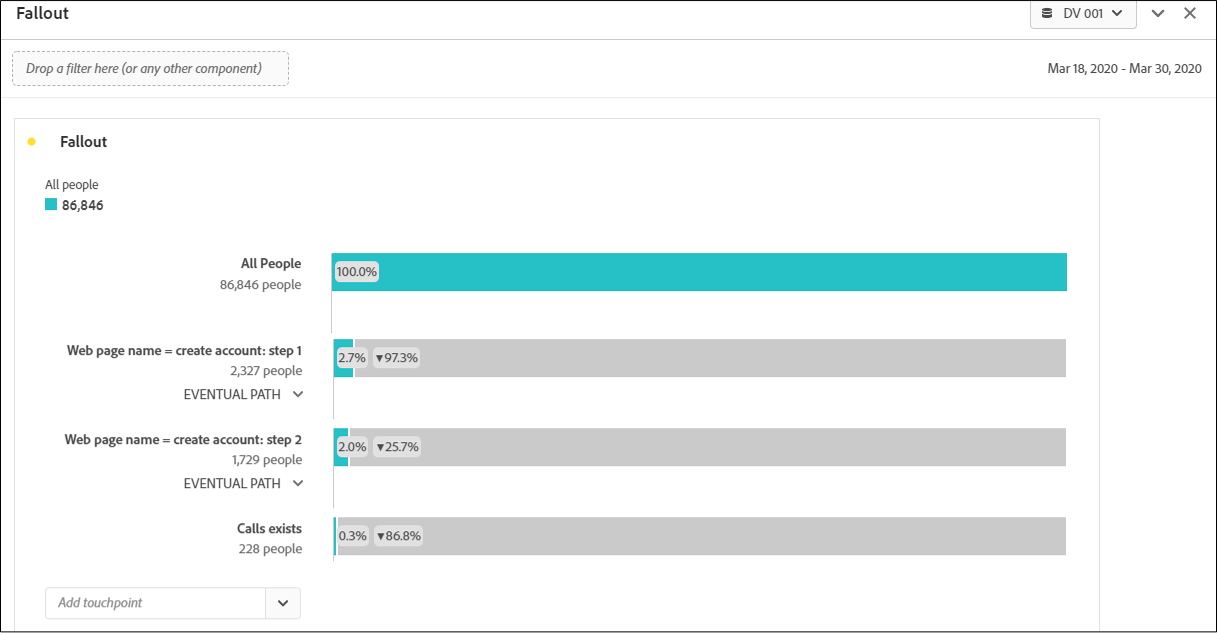 Fallout
DV 001
Drop a filter here (or any other component)
Mar 18, 2020 - Mar 30, 2020
Fallout
All people
86,846
All People
86,846 people
100.0%
Web page name = create account: step 1
2,327 people
EVENTUAL PATH
2.7% ▼97.3%
Web page name = create account: step 2
1,729 people
EVENTUAL PATH
2.0% ▼25.7%
Calls exists
228 people
0.3% ▼86.8%
Add touchpoint